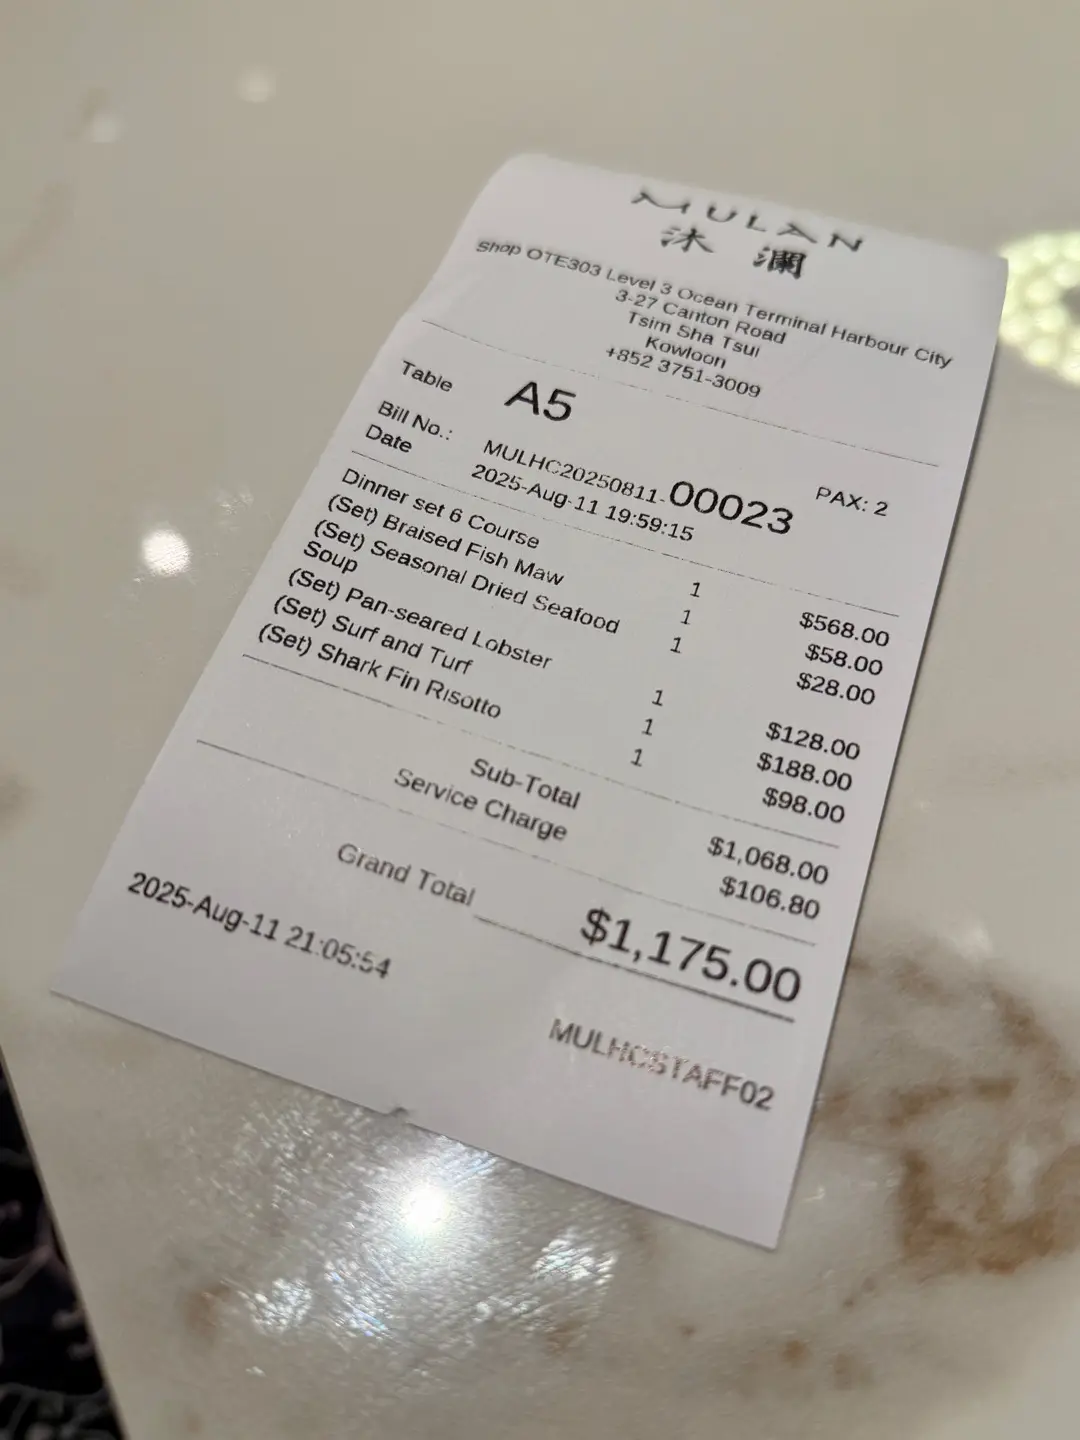 MULAN
沐瀾
Shop OTE303 Level 3 Ocean Terminal Harbour City
3-27 Canton Road
Tsim Sha Tsui
Kowloon
+852 3751-3009
Table A5
Bill No.: MULHC20250811-00023 PAX: 2
Date 2025-Aug-11 19:59:15
Dinner set 6 Course 1 $568.00
(Set) Braised Fish Maw 1 $58.00
(Set) Seasonal Dried Seafood 1 $28.00
Soup
(Set) Pan-seared Lobster 1 $128.00
(Set) Surf and Turf 1 $188.00
(Set) Shark Fin Risotto 1 $98.00
Sub-Total $1,068.00
Service Charge $106.80
Grand Total $1,175.00
2025-Aug-11 21:05:54
MULHCSTAFF02